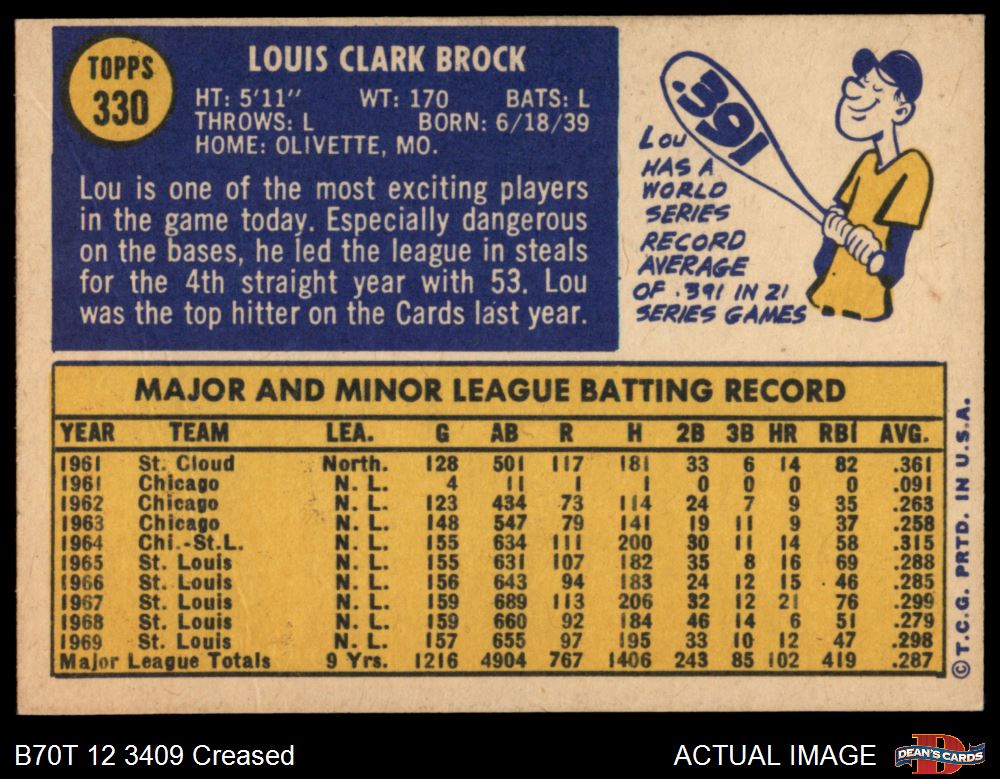 TOPPS
330
LOUIS CLARK BROCK
HT: 5'11" WT: 170 BATS: L
THROWS: L BORN: 6/18/39
HOME: OLIVETTE, MO.
Lou is one of the most exciting players
in the game today. Especially dangerous
on the bases, he led the league in steals
for the 4th straight year with 53. Lou
was the top hitter on the Cards last year.
.391
LOU
HAS A
WORLD
SERIES
RECORD
AVERAGE
OF .391 IN 21
SERIES GAMES
MAJOR AND MINOR LEAGUE BATTING RECORD
YEAR TEAM LEA. G AB R H 2B 3B HR RBI AVG.
1961 St. Cloud North. 128 501 117 181 33 6 14 82 .361
1961 Chicago N. L. 4 11 1 1 0 0 0 0 .091
1962 Chicago N. L. 123 434 73 114 24 7 9 35 .263
1963 Chicago N. L. 148 547 79 141 19 11 9 37 .258
1964 Chi.-St.L. N. L. 155 634 111 200 30 11 14 58 .315
1965 St. Louis N. L. 155 631 107 182 35 8 16 69 .288
1966 St. Louis N. L. 156 643 94 183 24 12 15 46 .285
1967 St. Louis N. L. 159 689 113 206 32 12 21 76 .299
1968 St. Louis N. L. 159 660 92 184 46 14 6 51 .279
1969 St. Louis N. L. 157 655 97 195 33 10 12 47 .298
Major League Totals 9 Yrs. 1216 4904 767 1406 243 85 102 419 .287
©T.C.G. PRTD. IN U.S.A.
B70T 12 3409 Creased
ACTUAL IMAGE
DEAN'S CARDS